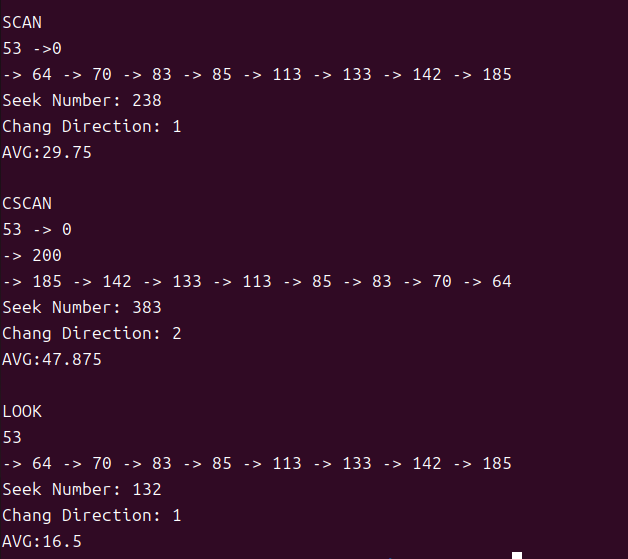 SCAN
53 ->0
-> 64 -> 70 -> 83 -> 85 -> 113 -> 133 -> 142 -> 185
Seek Number: 238
Chang Direction: 1
AVG:29.75
CSCAN
53 -> 0
-> 200
-> 185 -> 142 -> 133 -> 113 -> 85 -> 83 -> 70 -> 64
Seek Number: 383
Chang Direction: 2
AVG:47.875
LOOK
53
-> 64 -> 70 -> 83 -> 85 -> 113 -> 133 -> 142 -> 185
Seek Number: 132
Chang Direction: 1
AVG:16.5